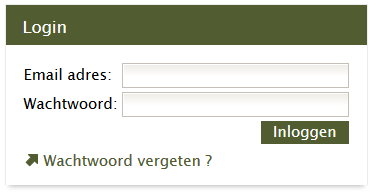 Login
Email adres:
Wachtwoord:
Inloggen
Wachtwoord vergeten ?